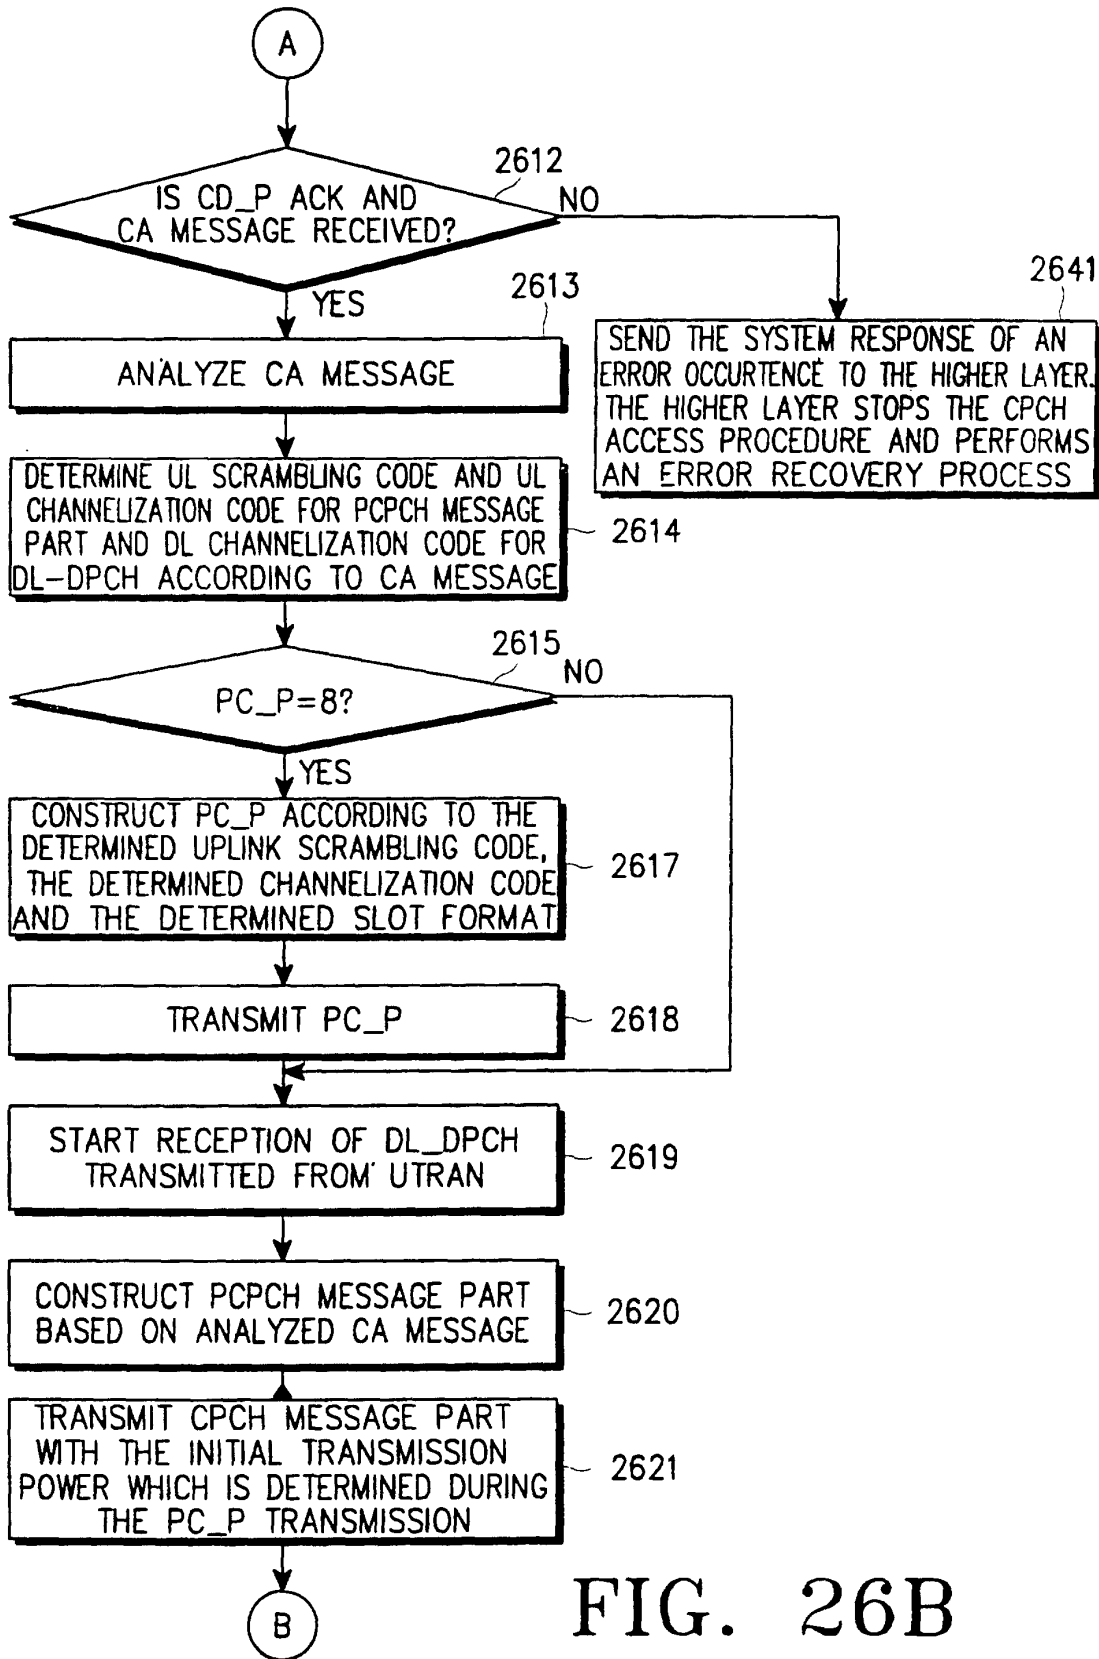 A
2612
IS CD_P ACK AND
CA MESSAGE RECEIVED?
NO
YES
2613
ANALYZE CA MESSAGE
2641
SEND THE SYSTEM RESPONSE OF AN
ERROR OCCURTENCE TO THE HIGHER LAYER.
THE HIGHER LAYER STOPS THE CPCH
ACCESS PROCEDURE AND PERFORMS
AN ERROR RECOVERY PROCESS
DETERMINE UL SCRAMBLING CODE AND UL
CHANNELIZATION CODE FOR PCPCH MESSAGE
PART AND DL CHANNELIZATION CODE FOR
DL-DPCH ACCORDING TO CA MESSAGE
2614
2615
PC_P=8?
NO
YES
CONSTRUCT PC_P ACCORDING TO THE
DETERMINED UPLINK SCRAMBLING CODE,
THE DETERMINED CHANNELIZATION CODE
AND THE DETERMINED SLOT FORMAT
2617
TRANSMIT PC_P
2618
START RECEPTION OF DL_DPCH
TRANSMITTED FROM UTRAN
2619
CONSTRUCT PCPCH MESSAGE PART
BASED ON ANALYZED CA MESSAGE
2620
TRANSMIT CPCH MESSAGE PART
WITH THE INITIAL TRANSMISSION
POWER WHICH IS DETERMINED DURING
THE PC_P TRANSMISSION
2621
B
FIG. 26B